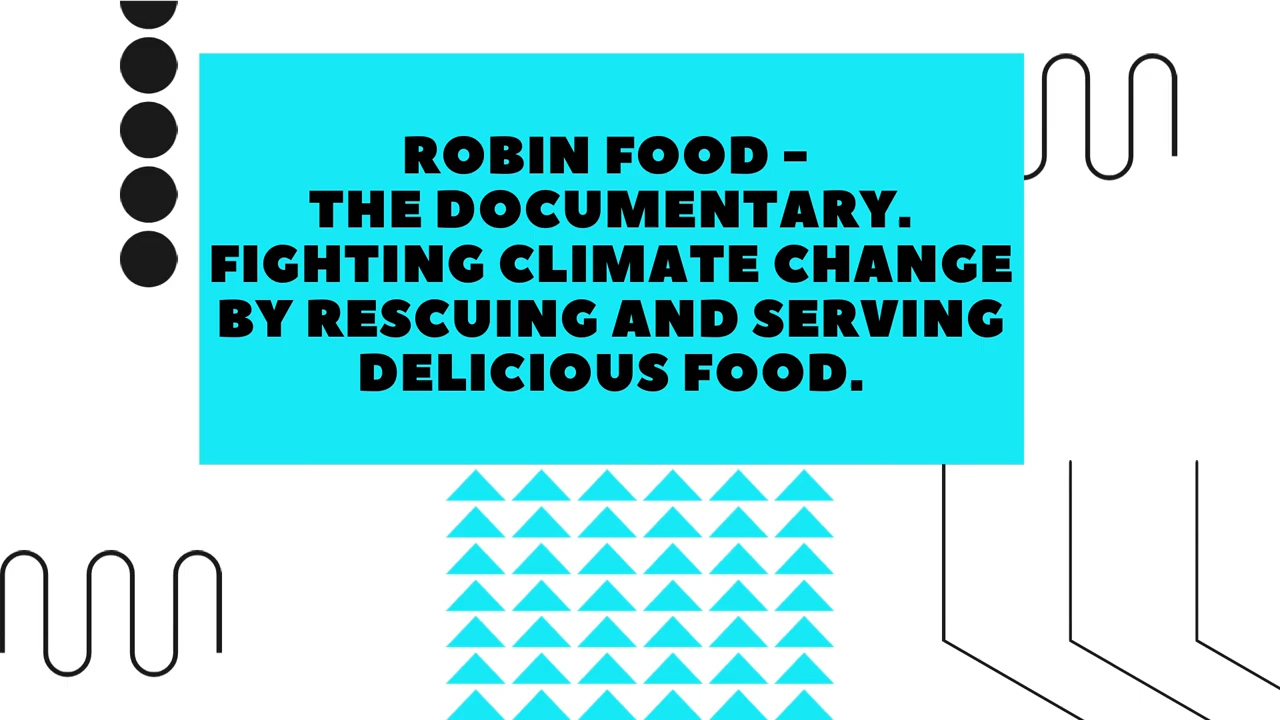 ROBIN FOOD –
THE DOCUMENTARY.
FIGHTING CLIMATE CHANGE
BY RESCUING AND SERVING
DELICIOUS FOOD.